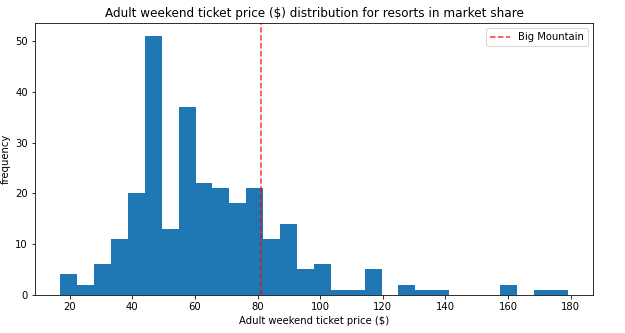 Adult weekend ticket price ($) distribution for resorts in market share
Big Mountain
frequency
50
40
30
20
10
0
20 40 60 80 100 120 140 160 180
Adult weekend ticket price ($)